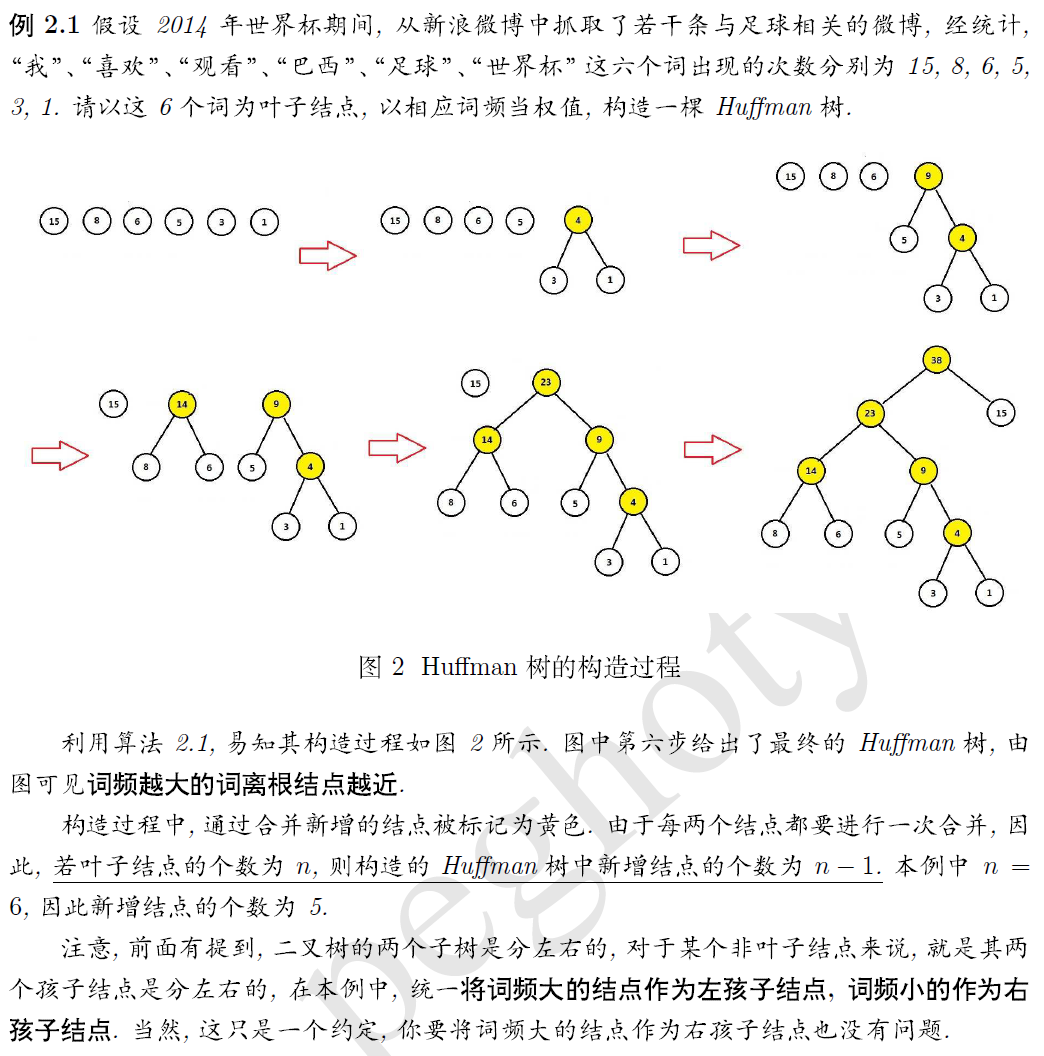 例 2.1 假设 2014 年世界杯期间, 从新浪微博中抓取了若干条与足球相关的微博, 经统计,
“我”、“喜欢”、“观看”、“巴西”、“足球”、“世界杯” 这六个词出现的次数分别为 15, 8, 6, 5,
3, 1. 请以这 6 个词为叶子结点, 以相应词频当权值, 构造一棵 Huffman 树.
15 8 6 5 3 1
15 8 6 5 4
3 1
15 8 6 9
5 4
3 1
15 14 9
8 6 5 4
3 1
15 23
14 9
8 6 5 4
3 1
38
23 15
14 9
8 6 5 4
3 1
图 2 Huffman 树的构造过程
利用算法 2.1, 易知其构造过程如图 2 所示. 图中第六步给出了最终的 Huffman 树, 由
图可见词频越大的词离根结点越近.
构造过程中, 通过合并新增的结点被标记为黄色. 由于每两个结点都要进行一次合并, 因
此, 若叶子结点的个数为 n, 则构造的 Huffman 树中新增结点的个数为 n − 1. 本例中 n =
6, 因此新增结点的个数为 5.
注意, 前面有提到, 二叉树的两个子树是分左右的, 对于某个非叶子结点来说, 就是其两
个孩子结点是分左右的, 在本例中, 统一将词频大的结点作为左孩子结点, 词频小的作为右
孩子结点. 当然, 这只是一个约定, 你要将词频大的结点作为右孩子结点也没有问题.
peghoty